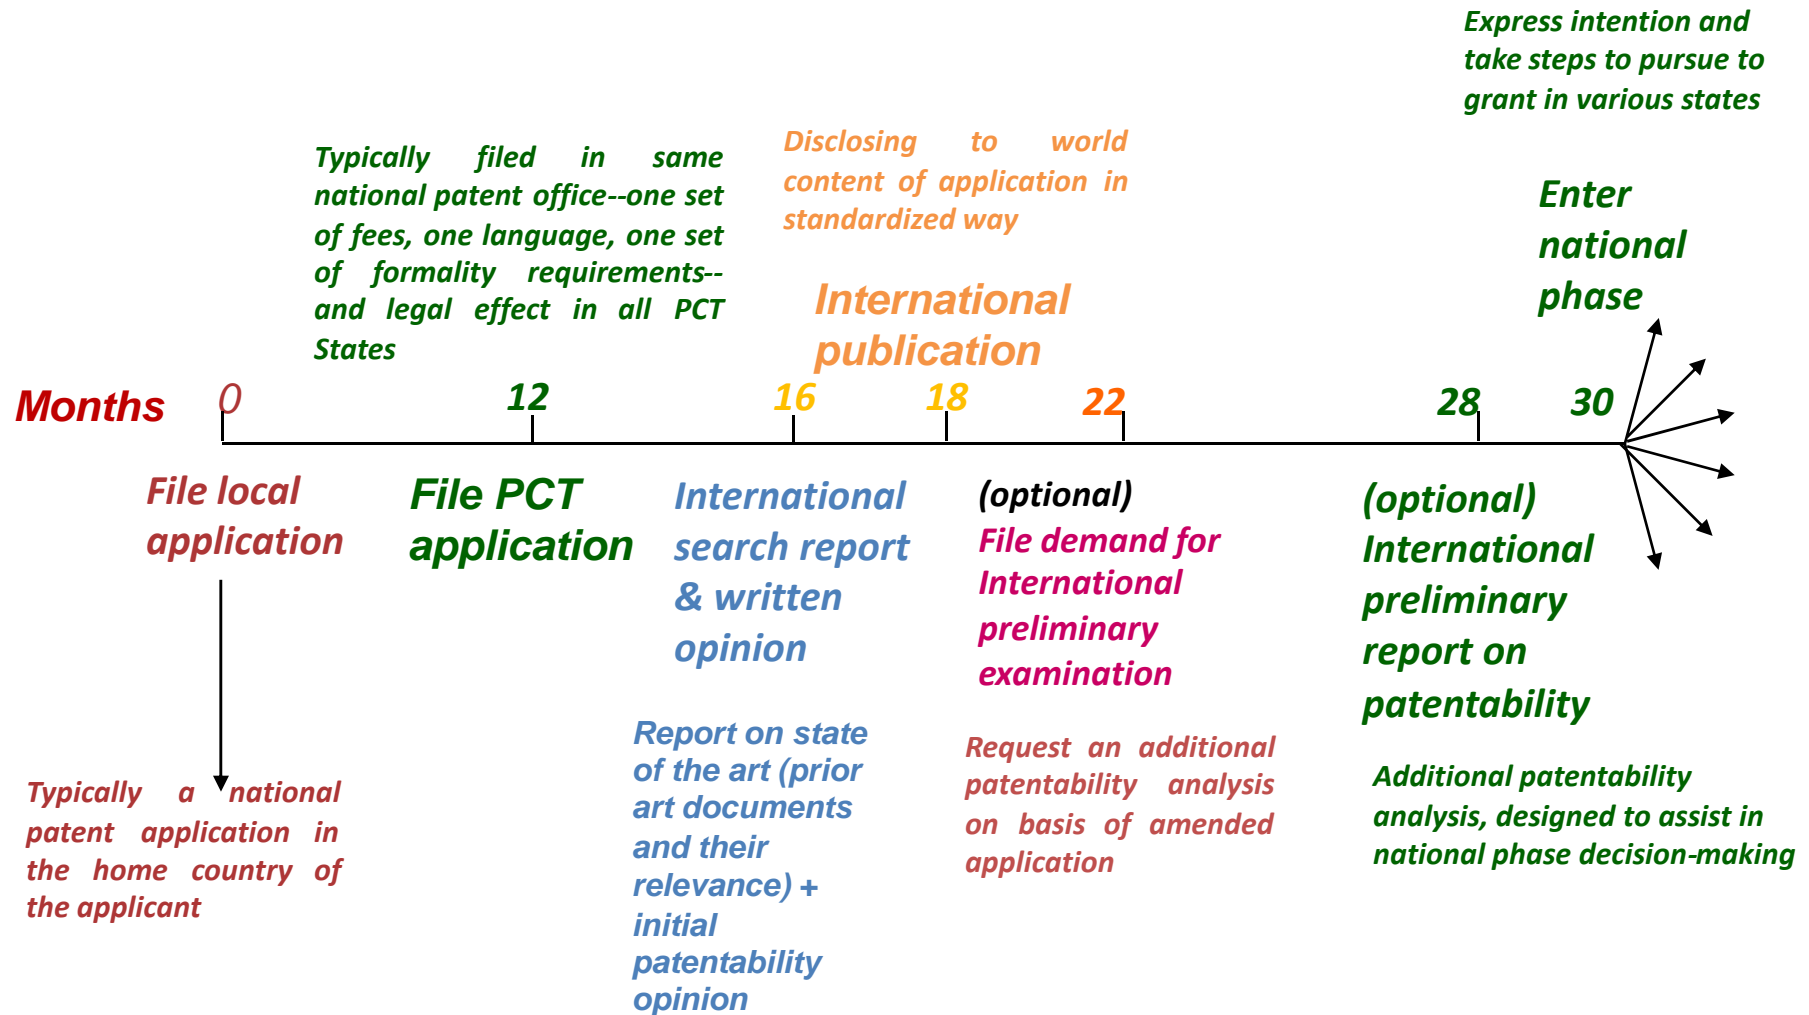 Express intention and
take steps to pursue to
grant in various states
Typically filed in same
national patent office--one set
of fees, one language, one set
of formality requirements--
and legal effect in all PCT
States
Disclosing to world
content of application in
standardized way
International
publication
Enter
national
phase
Months 0 12 16 18 22 28 30
File local
application
File PCT
application
International
search report
& written
opinion
(optional)
File demand for
International
preliminary
examination
(optional)
International
preliminary
report on
patentability
Typically a national
patent application in
the home country of
the applicant
Report on state
of the art (prior
art documents
and their
relevance) +
initial
patentability
opinion
Request an additional
patentability analysis
on basis of amended
application
Additional patentability
analysis, designed to assist in
national phase decision-making